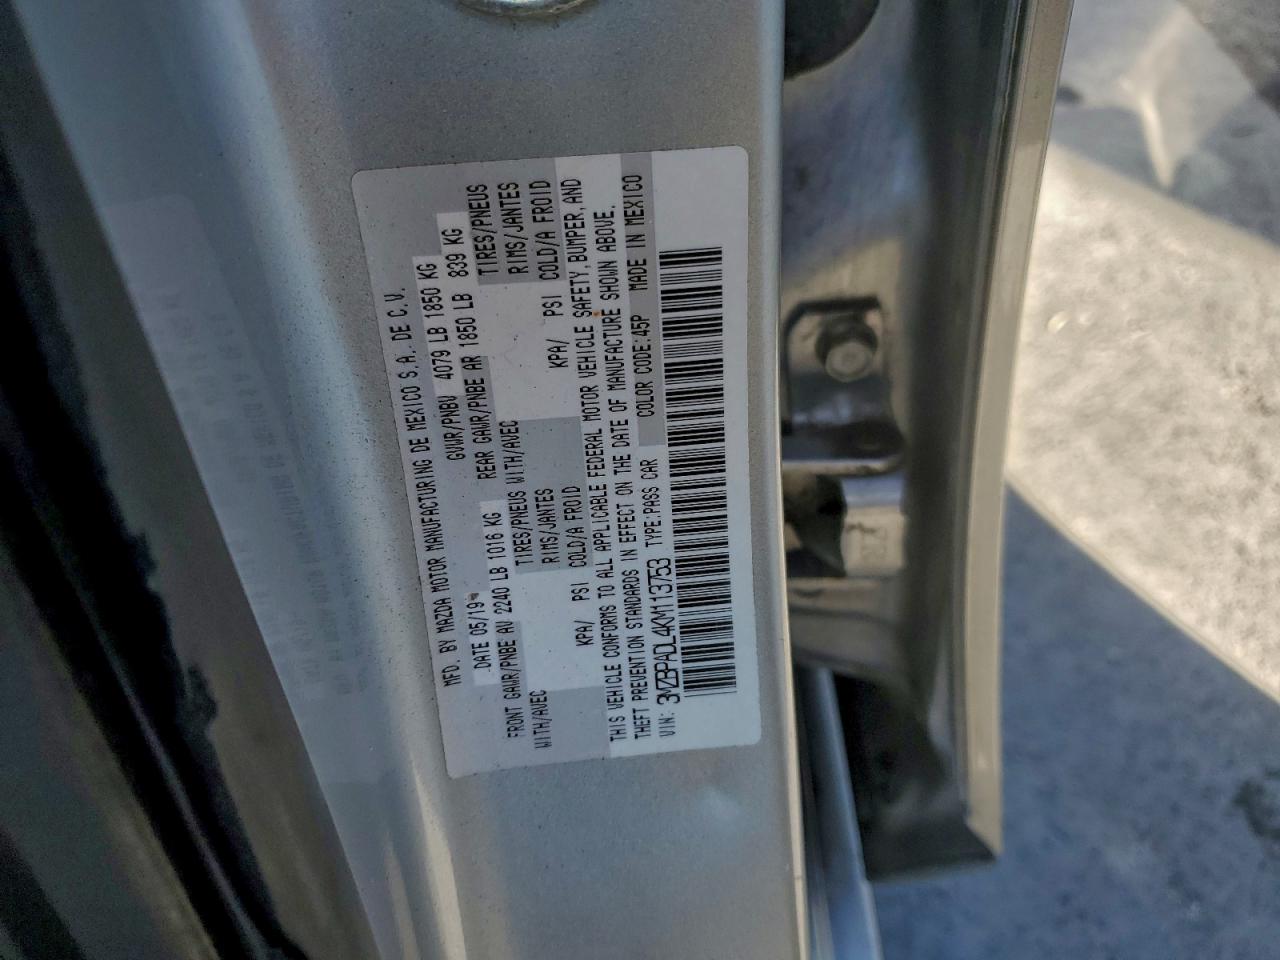 MFD. BY MAZDA MOTOR MANUFACTURING DE MEXICO S.A. DE C.V.
DATE 05/19 GVWR/PNBV 4079 LB 1850 KG
FRONT GAWR/PNBE AV 2240 LB 1016 KG REAR GAWR/PNBE AR 1850 LB 839 KG
WITH/AVEC TIRES/PNEUS WITH/AVEC TIRES/PNEUS
RIMS/JANTES RIMS/JANTES
KPA/ PSI COLD/A FROID KPA/ PSI COLD/A FROID
THIS VEHICLE CONFORMS TO ALL APPLICABLE FEDERAL MOTOR VEHICLE SAFETY,BUMPER,AND
THEFT PREVENTION STANDARDS IN EFFECT ON THE DATE OF MANUFACTURE SHOWN ABOVE.
VIN: 3MZBPADL4KM113753 TYPE:PASS CAR COLOR CODE:45P MADE IN MEXICO